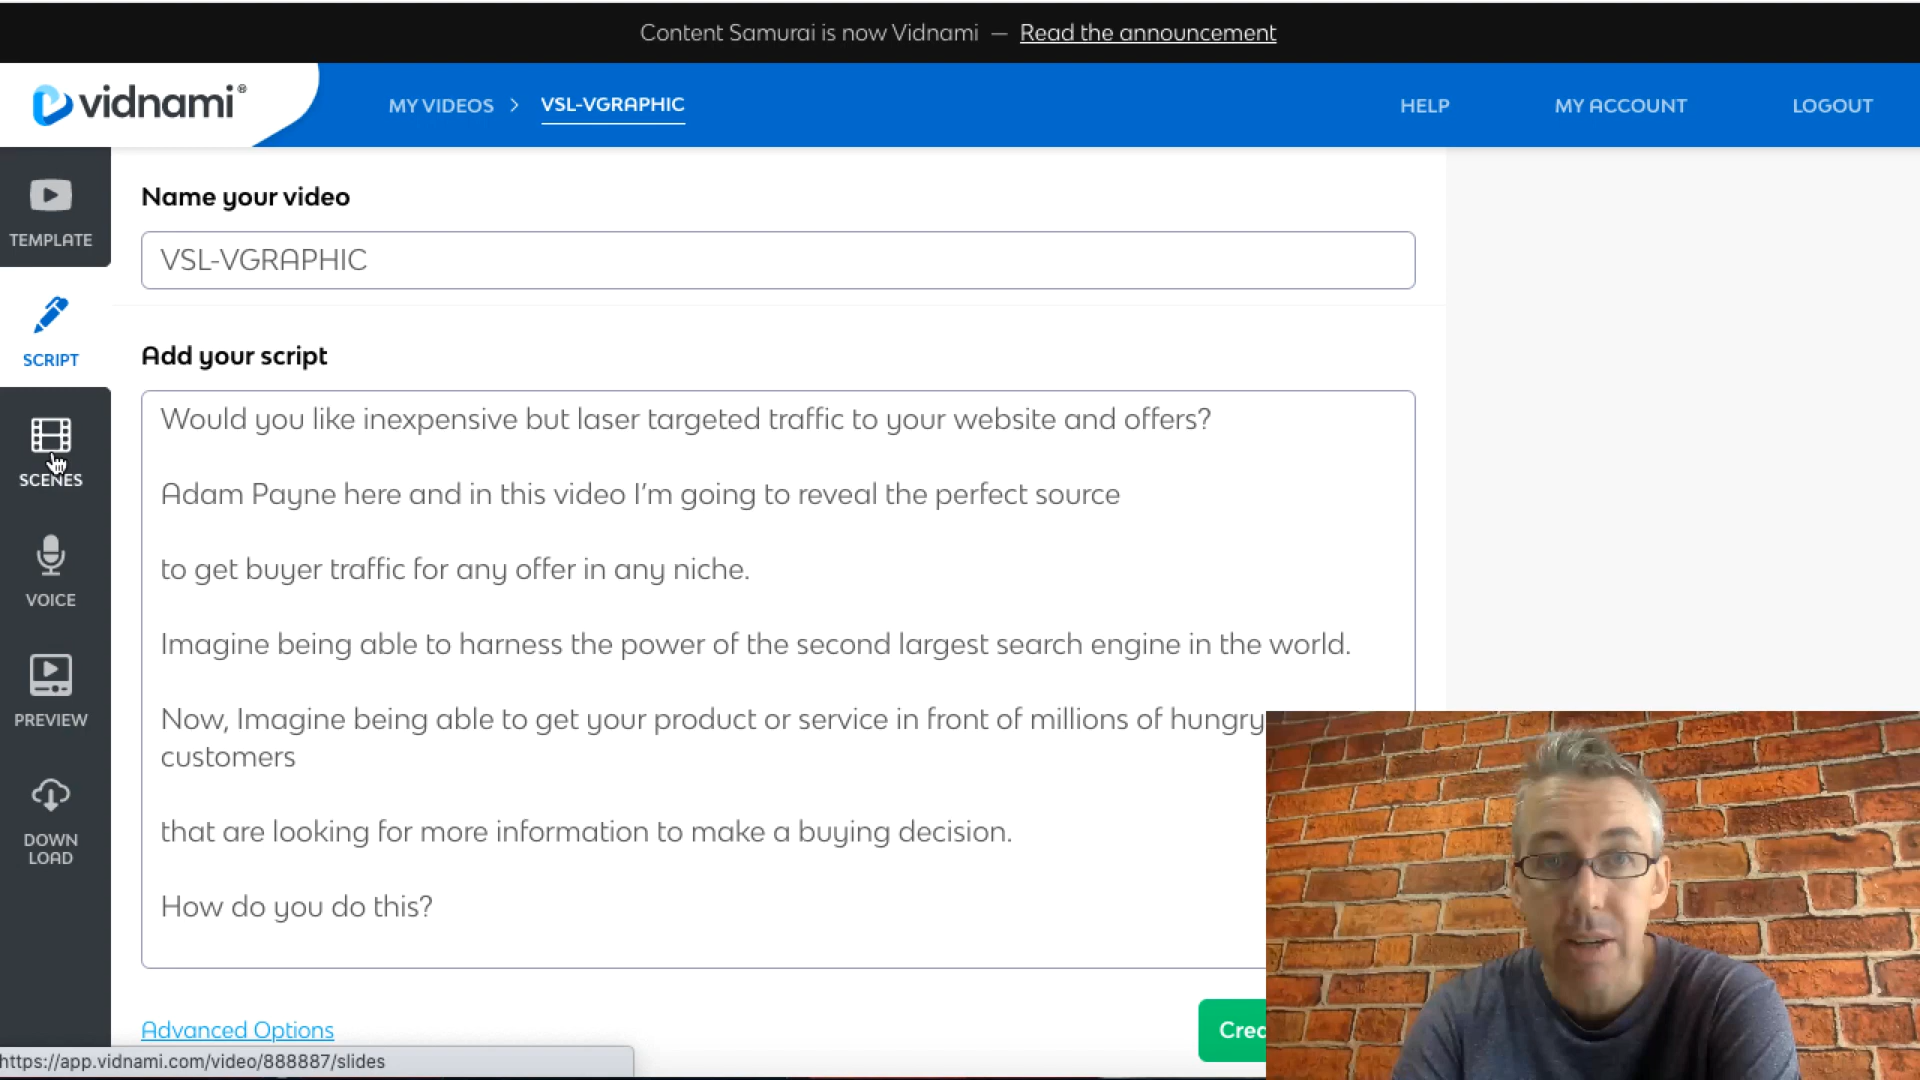 Content Samurai is now Vidnami — Read the announcement
vidnami®
MY VIDEOS > VSL-VGRAPHIC
HELP
MY ACCOUNT
LOGOUT
TEMPLATE
SCRIPT
SCENES
VOICE
PREVIEW
DOWN
LOAD
Name your video
VSL-VGRAPHIC
Add your script
Would you like inexpensive but laser targeted traffic to your website and offers?
Adam Payne here and in this video I'm going to reveal the perfect source
to get buyer traffic for any offer in any niche.
Imagine being able to harness the power of the second largest search engine in the world.
Now, Imagine being able to get your product or service in front of millions of hungry
customers
that are looking for more information to make a buying decision.
How do you do this?
Advanced Options
https://app.vidnami.com/video/888887/slides